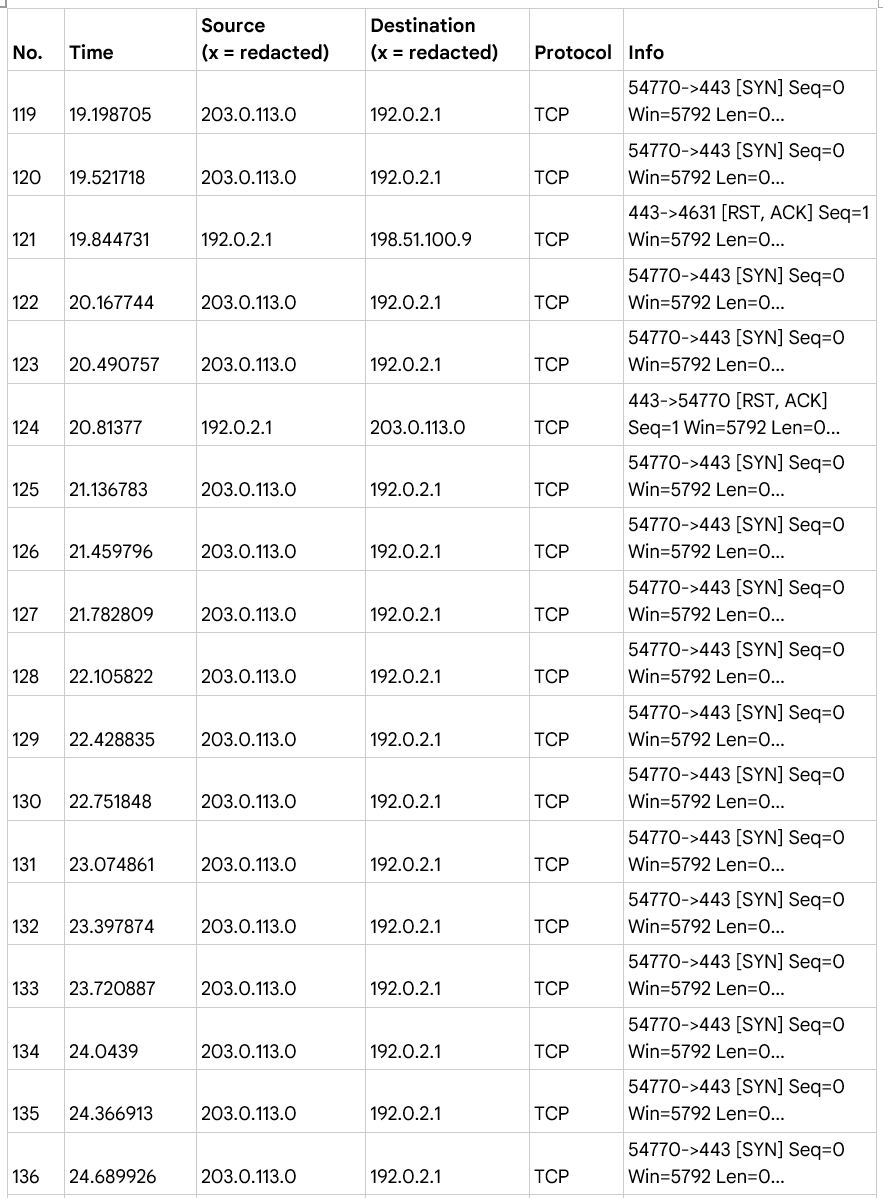 No. Time Source (x = redacted) Destination (x = redacted) Protocol Info
119 19.198705 203.0.113.0 192.0.2.1 TCP 54770->443 [SYN] Seq=0 Win=5792 Len=0...
120 19.521718 203.0.113.0 192.0.2.1 TCP 54770->443 [SYN] Seq=0 Win=5792 Len=0...
121 19.844731 192.0.2.1 198.51.100.9 TCP 443->4631 [RST, ACK] Seq=1 Win=5792 Len=0...
122 20.167744 203.0.113.0 192.0.2.1 TCP 54770->443 [SYN] Seq=0 Win=5792 Len=0...
123 20.490757 203.0.113.0 192.0.2.1 TCP 54770->443 [SYN] Seq=0 Win=5792 Len=0...
124 20.81377 192.0.2.1 203.0.113.0 TCP 443->54770 [RST, ACK] Seq=1 Win=5792 Len=0...
125 21.136783 203.0.113.0 192.0.2.1 TCP 54770->443 [SYN] Seq=0 Win=5792 Len=0...
126 21.459796 203.0.113.0 192.0.2.1 TCP 54770->443 [SYN] Seq=0 Win=5792 Len=0...
127 21.782809 203.0.113.0 192.0.2.1 TCP 54770->443 [SYN] Seq=0 Win=5792 Len=0...
128 22.105822 203.0.113.0 192.0.2.1 TCP 54770->443 [SYN] Seq=0 Win=5792 Len=0...
129 22.428835 203.0.113.0 192.0.2.1 TCP 54770->443 [SYN] Seq=0 Win=5792 Len=0...
130 22.751848 203.0.113.0 192.0.2.1 TCP 54770->443 [SYN] Seq=0 Win=5792 Len=0...
131 23.074861 203.0.113.0 192.0.2.1 TCP 54770->443 [SYN] Seq=0 Win=5792 Len=0...
132 23.397874 203.0.113.0 192.0.2.1 TCP 54770->443 [SYN] Seq=0 Win=5792 Len=0...
133 23.720887 203.0.113.0 192.0.2.1 TCP 54770->443 [SYN] Seq=0 Win=5792 Len=0...
134 24.0439 203.0.113.0 192.0.2.1 TCP 54770->443 [SYN] Seq=0 Win=5792 Len=0...
135 24.366913 203.0.113.0 192.0.2.1 TCP 54770->443 [SYN] Seq=0 Win=5792 Len=0...
136 24.689926 203.0.113.0 192.0.2.1 TCP 54770->443 [SYN] Seq=0 Win=5792 Len=0...